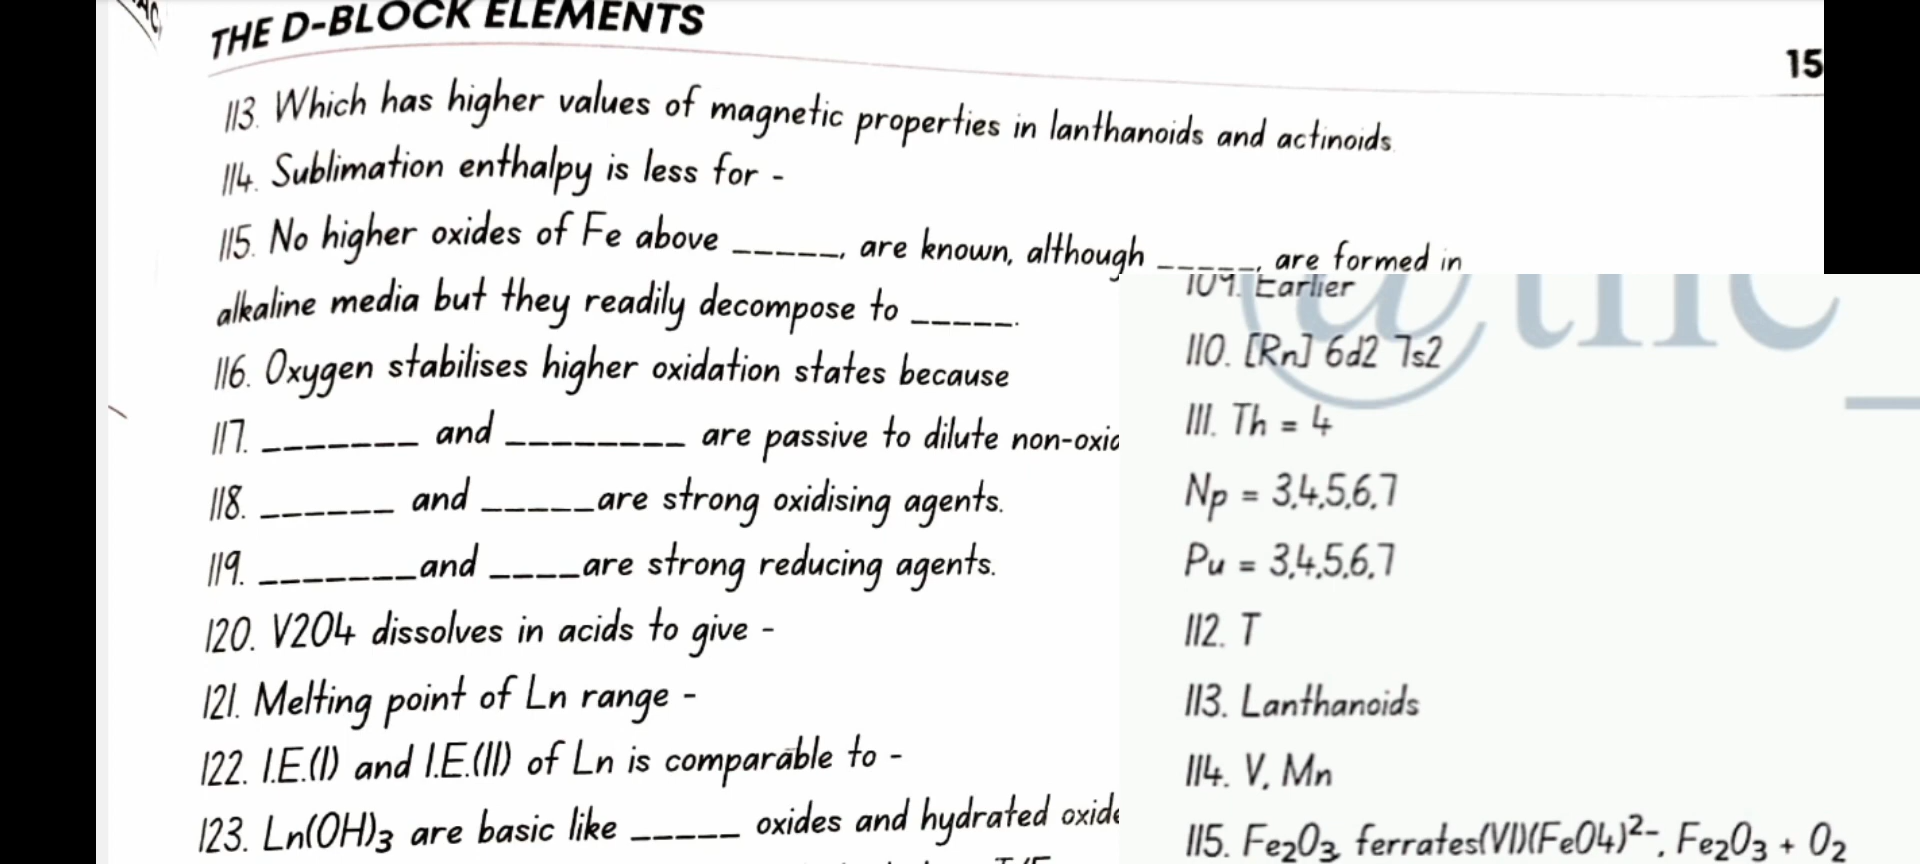 THE D-BLOCK ELEMENTS
15
113. Which has higher values of magnetic properties in lanthanoids and actinoids.
114. Sublimation enthalpy is less for -
115. No higher oxides of Fe above _____, are known, although _____, are formed in
alkaline media but they readily decompose to _____.
116. Oxygen stabilises higher oxidation states because
117. _______ and ________ are passive to dilute non-oxid
118. ______ and _____are strong oxidising agents.
119. _______and ____are strong reducing agents.
120. V2O4 dissolves in acids to give -
121. Melting point of Ln range -
122. I.E.(I) and I.E.(II) of Ln is comparable to -
123. Ln(OH)₃ are basic like _____ oxides and hydrated oxide
109. Earlier
110. [Rn] 6d2 7s2
111. Th = 4
Np = 3,4,5,6,7
Pu = 3,4,5,6,7
112. T
113. Lanthanoids
114. V, Mn
115. Fe₂O₃, ferrates(VI)(FeO4)²⁻, Fe₂O₃ + O₂
@the_